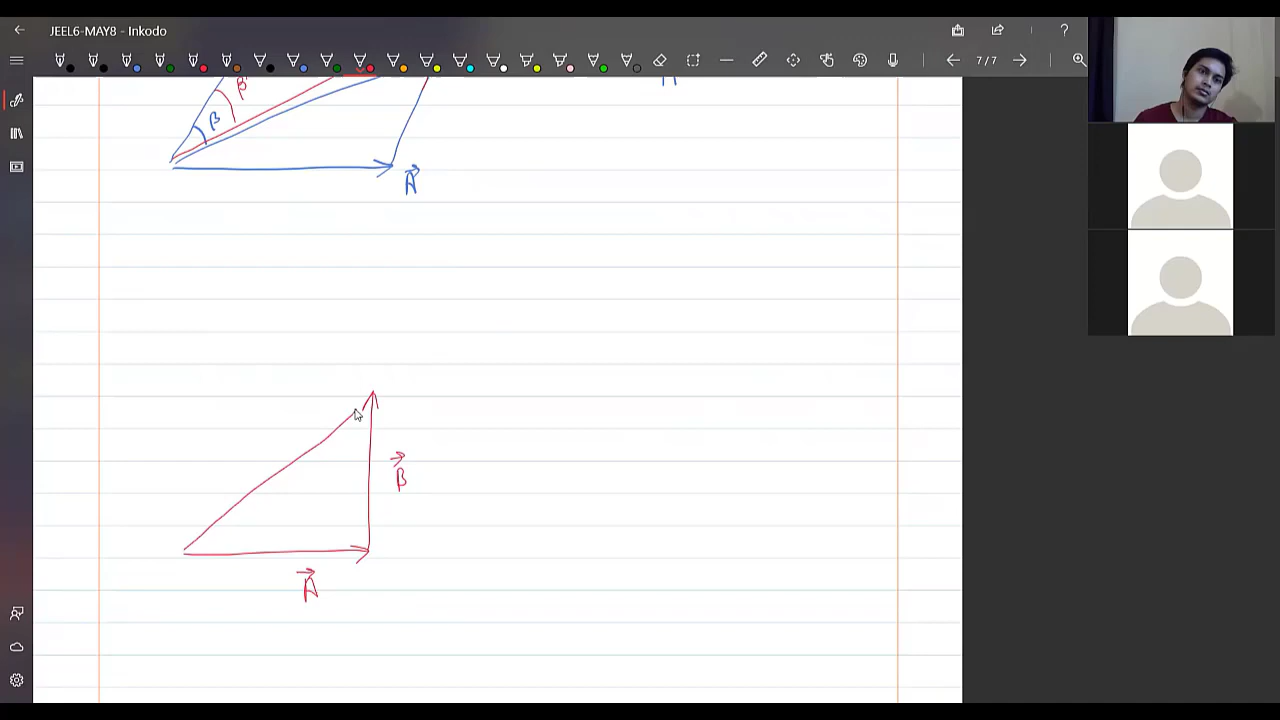 JEEL6-MAY8 - Inkodo
7/7
β'
β
A⃗
B⃗
A⃗